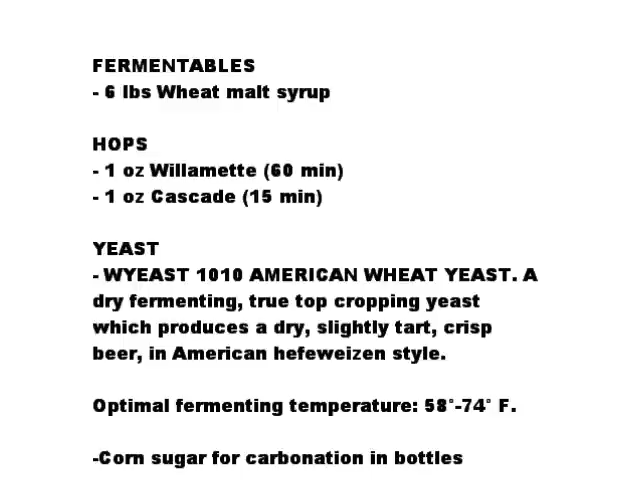 FERMENTABLES
- 6 lbs Wheat malt syrup
HOPS
- 1 oz Willamette (60 min)
- 1 oz Cascade (15 min)
YEAST
- WYEAST 1010 AMERICAN WHEAT YEAST. A
dry fermenting, true top cropping yeast
which produces a dry, slightly tart, crisp
beer, in American hefeweizen style.
Optimal fermenting temperature: 58°-74° F.
-Corn sugar for carbonation in bottles